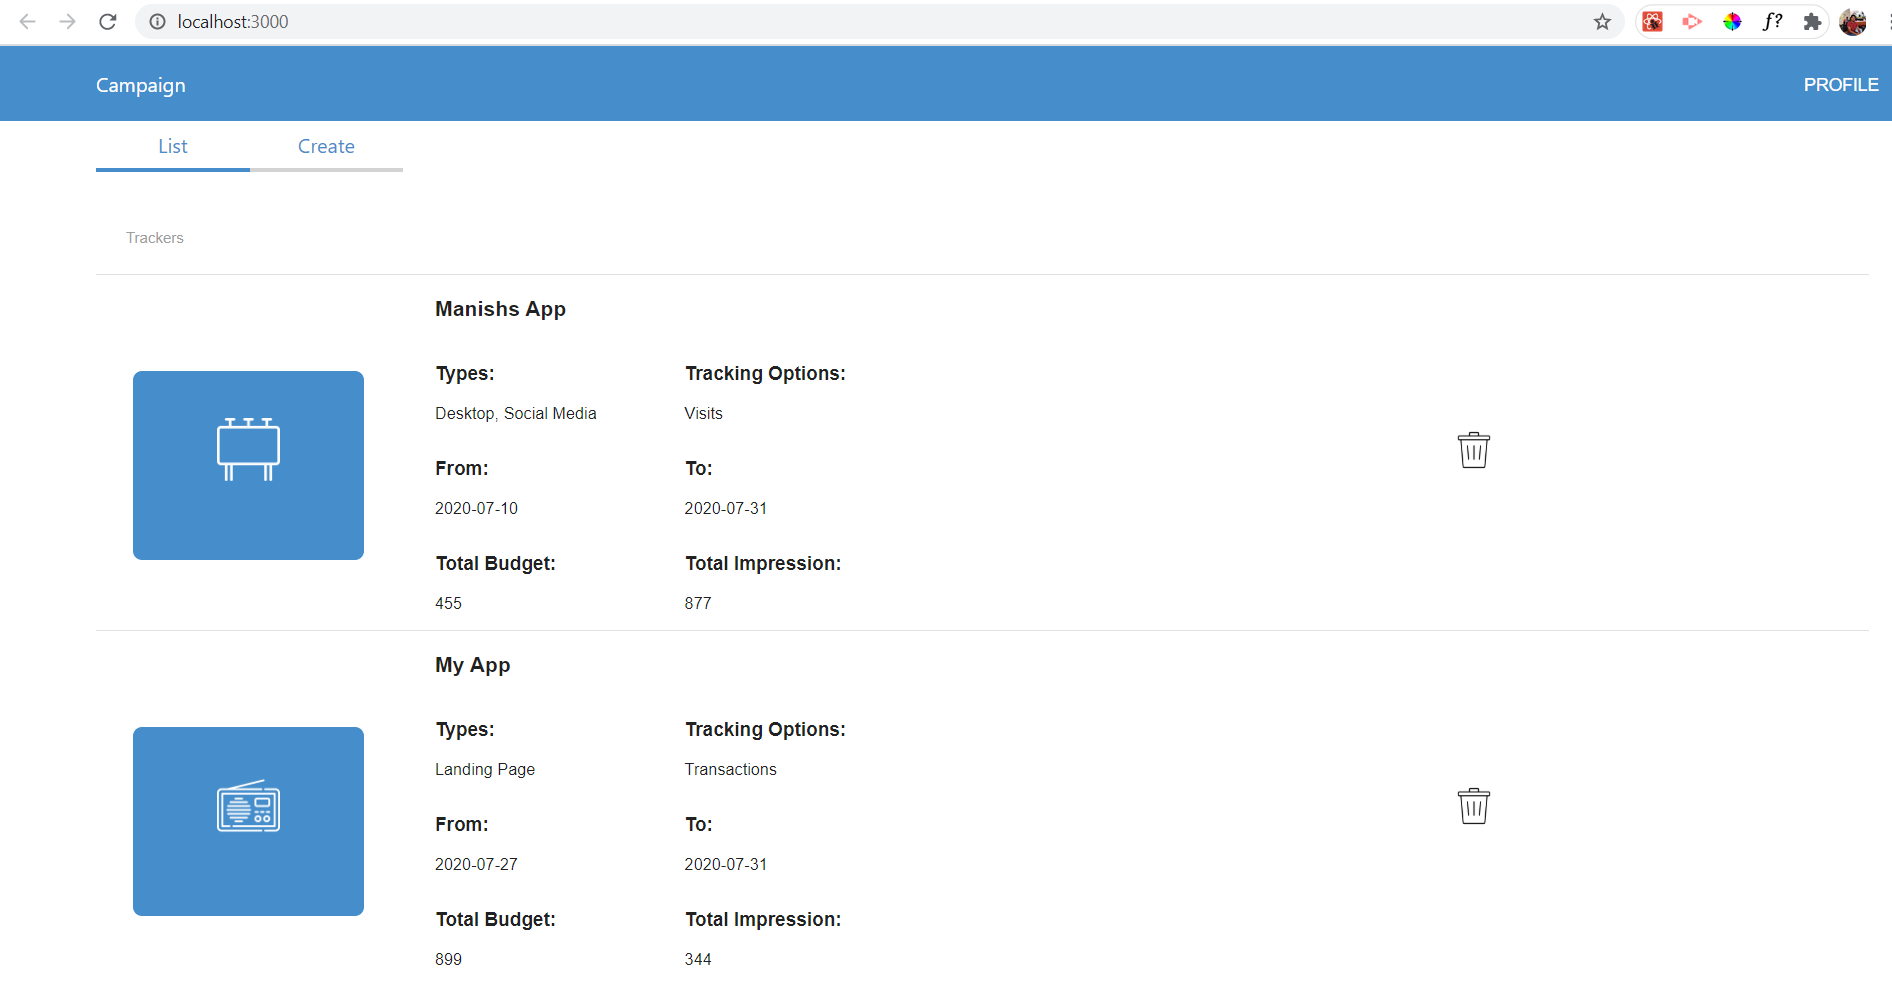 localhost:3000
f?
Campaign
PROFILE
List
Create
Trackers
Manishs App
Types:
Tracking Options:
Desktop, Social Media
Visits
From:
To:
2020-07-10
2020-07-31
Total Budget:
Total Impression:
455
877
My App
Types:
Tracking Options:
Landing Page
Transactions
From:
To:
2020-07-27
2020-07-31
Total Budget:
Total Impression:
899
344